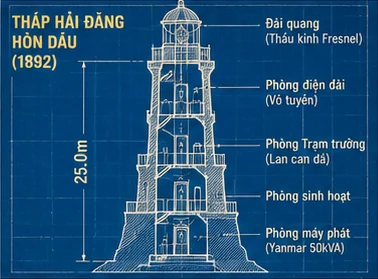 THÁP HẢI ĐĂNG
HÒN DẤU
(1892)
Đài quang
(Thấu kính Fresnel)
Phòng điện đài
(Vô tuyến)
25.0m
Phòng Trạm trưởng
(Lan can đá)
Phòng sinh hoạt
Phòng máy phát
(Yanmar 50kVA)